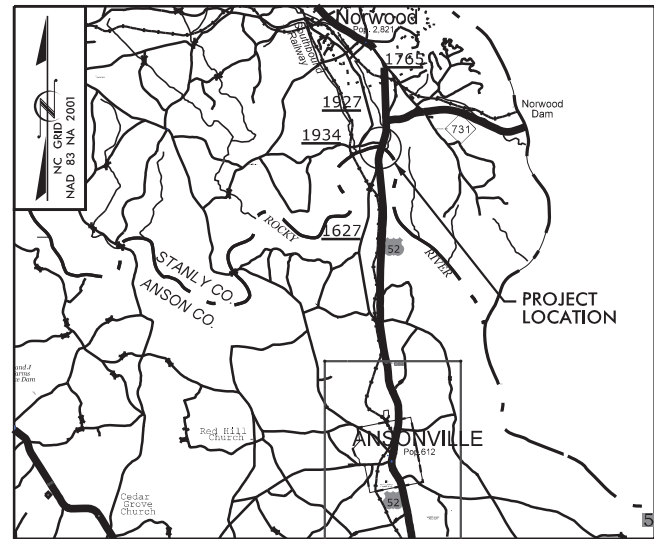 Norwood
Pop. 2,821
Southbound
Railway
1765
NC GRID
NAD 83 NA 2001
1927
1934
731
Norwood
Dam
ROCKY
1627
52
RIVER
STANLY CO.
ANSON CO.
PROJECT
LOCATION
Dam
Red Hill
Church
ANSONVILLE
Pop. 612
Cedar
Grove
Church
52
5